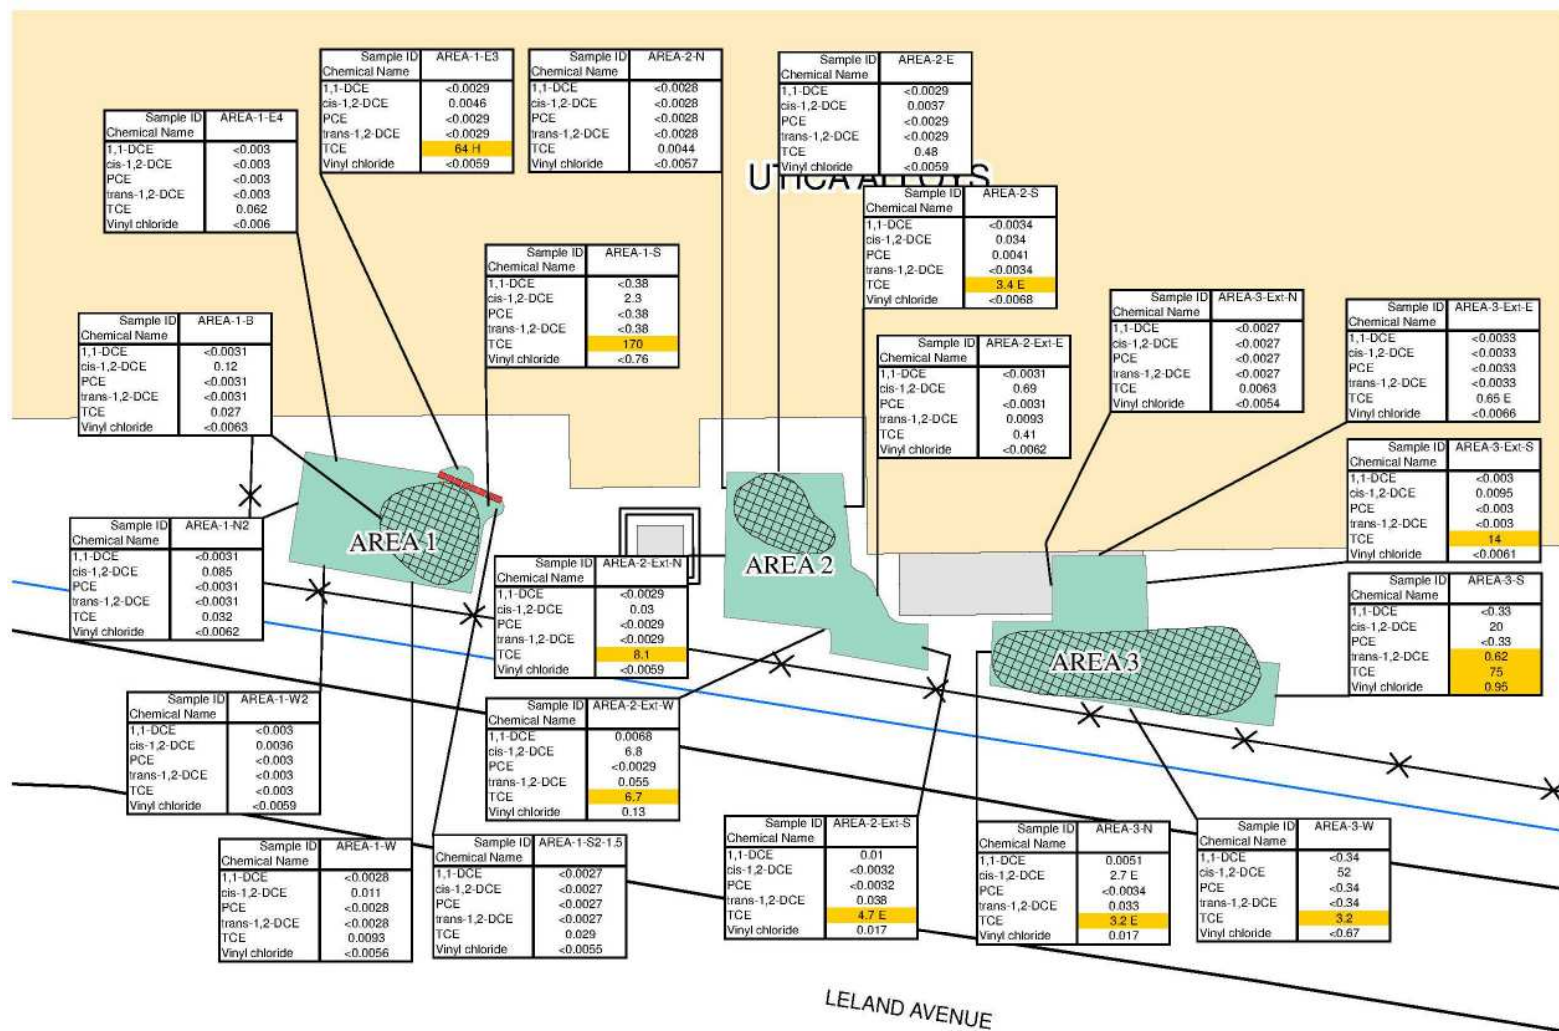 Sample ID AREA-1-E3
Chemical Name
1,1-DCE <0.0029
cis-1,2-DCE 0.0046
PCE <0.0029
trans-1,2-DCE <0.0029
TCE 64 H
Vinyl chloride <0.0059
Sample ID AREA-2-N
Chemical Name
1,1-DCE <0.0028
cis-1,2-DCE <0.0028
PCE <0.0028
trans-1,2-DCE <0.0028
TCE 0.0044
Vinyl chloride <0.0057
Sample ID AREA-2-E
Chemical Name
1,1-DCE <0.0029
cis-1,2-DCE 0.0037
PCE <0.0029
trans-1,2-DCE <0.0029
TCE 0.48
Vinyl chloride <0.0059
Sample ID AREA-1-E4
Chemical Name
1,1-DCE <0.003
cis-1,2-DCE <0.003
PCE <0.003
trans-1,2-DCE <0.003
TCE 0.062
Vinyl chloride <0.006
UTICA ALLOYS
Sample ID AREA-2-S
Chemical Name
1,1-DCE <0.0034
cis-1,2-DCE 0.034
PCE 0.0041
trans-1,2-DCE <0.0034
TCE 3.4 E
Vinyl chloride <0.0068
Sample ID AREA-1-S
Chemical Name
1,1-DCE <0.38
cis-1,2-DCE 2.3
PCE <0.38
trans-1,2-DCE <0.38
TCE 170
Vinyl chloride <0.76
Sample ID AREA-3-Ext-N
Chemical Name
1,1-DCE <0.0027
cis-1,2-DCE <0.0027
PCE <0.0027
trans-1,2-DCE <0.0027
TCE 0.0063
Vinyl chloride <0.0054
Sample ID AREA-3-Ext-E
Chemical Name
1,1-DCE <0.0033
cis-1,2-DCE <0.0033
PCE <0.0033
trans-1,2-DCE <0.0033
TCE 0.65 E
Vinyl chloride <0.0066
Sample ID AREA-1-B
Chemical Name
1,1-DCE <0.0031
cis-1,2-DCE 0.12
PCE <0.0031
trans-1,2-DCE <0.0031
TCE 0.027
Vinyl chloride <0.0063
Sample ID AREA-2-Ext-E
Chemical Name
1,1-DCE <0.0031
cis-1,2-DCE 0.69
PCE <0.0031
trans-1,2-DCE 0.0093
TCE 0.41
Vinyl chloride <0.0062
Sample ID AREA-3-Ext-S
Chemical Name
1,1-DCE <0.003
cis-1,2-DCE 0.0095
PCE <0.003
trans-1,2-DCE <0.003
TCE 14
Vinyl chloride <0.0061
AREA 1
AREA 2
AREA 3
Sample ID AREA-1-N2
Chemical Name
1,1-DCE <0.0031
cis-1,2-DCE 0.085
PCE <0.0031
trans-1,2-DCE <0.0031
TCE 0.032
Vinyl chloride <0.0062
Sample ID AREA-2-Ext-N
Chemical Name
1,1-DCE <0.0029
cis-1,2-DCE 0.03
PCE <0.0029
trans-1,2-DCE <0.0029
TCE 8.1
Vinyl chloride <0.0059
Sample ID AREA-3-S
Chemical Name
1,1-DCE <0.33
cis-1,2-DCE 20
PCE <0.33
trans-1,2-DCE 0.62
TCE 75
Vinyl chloride 0.95
Sample ID AREA-1-W2
Chemical Name
1,1-DCE <0.003
cis-1,2-DCE 0.0036
PCE <0.003
trans-1,2-DCE <0.003
TCE <0.003
Vinyl chloride <0.0059
Sample ID AREA-2-Ext-W
Chemical Name
1,1-DCE 0.0068
cis-1,2-DCE 6.8
PCE <0.0029
trans-1,2-DCE 0.055
TCE 6.7
Vinyl chloride 0.13
Sample ID AREA-1-W
Chemical Name
1,1-DCE <0.0028
cis-1,2-DCE 0.011
PCE <0.0028
trans-1,2-DCE <0.0028
TCE 0.0093
Vinyl chloride <0.0056
Sample ID AREA-1-S2-1.5
Chemical Name
1,1-DCE <0.0027
cis-1,2-DCE <0.0027
PCE <0.0027
trans-1,2-DCE <0.0027
TCE 0.029
Vinyl chloride <0.0055
Sample ID AREA-2-Ext-S
Chemical Name
1,1-DCE 0.01
cis-1,2-DCE <0.0032
PCE <0.0032
trans-1,2-DCE 0.038
TCE 4.7 E
Vinyl chloride 0.017
Sample ID AREA-3-N
Chemical Name
1,1-DCE 0.0051
cis-1,2-DCE 2.7 E
PCE <0.0034
trans-1,2-DCE 0.033
TCE 3.2 E
Vinyl chloride 0.017
Sample ID AREA-3-W
Chemical Name
1,1-DCE <0.34
cis-1,2-DCE 52
PCE <0.34
trans-1,2-DCE <0.34
TCE 3.2
Vinyl chloride <0.67
LELAND AVENUE